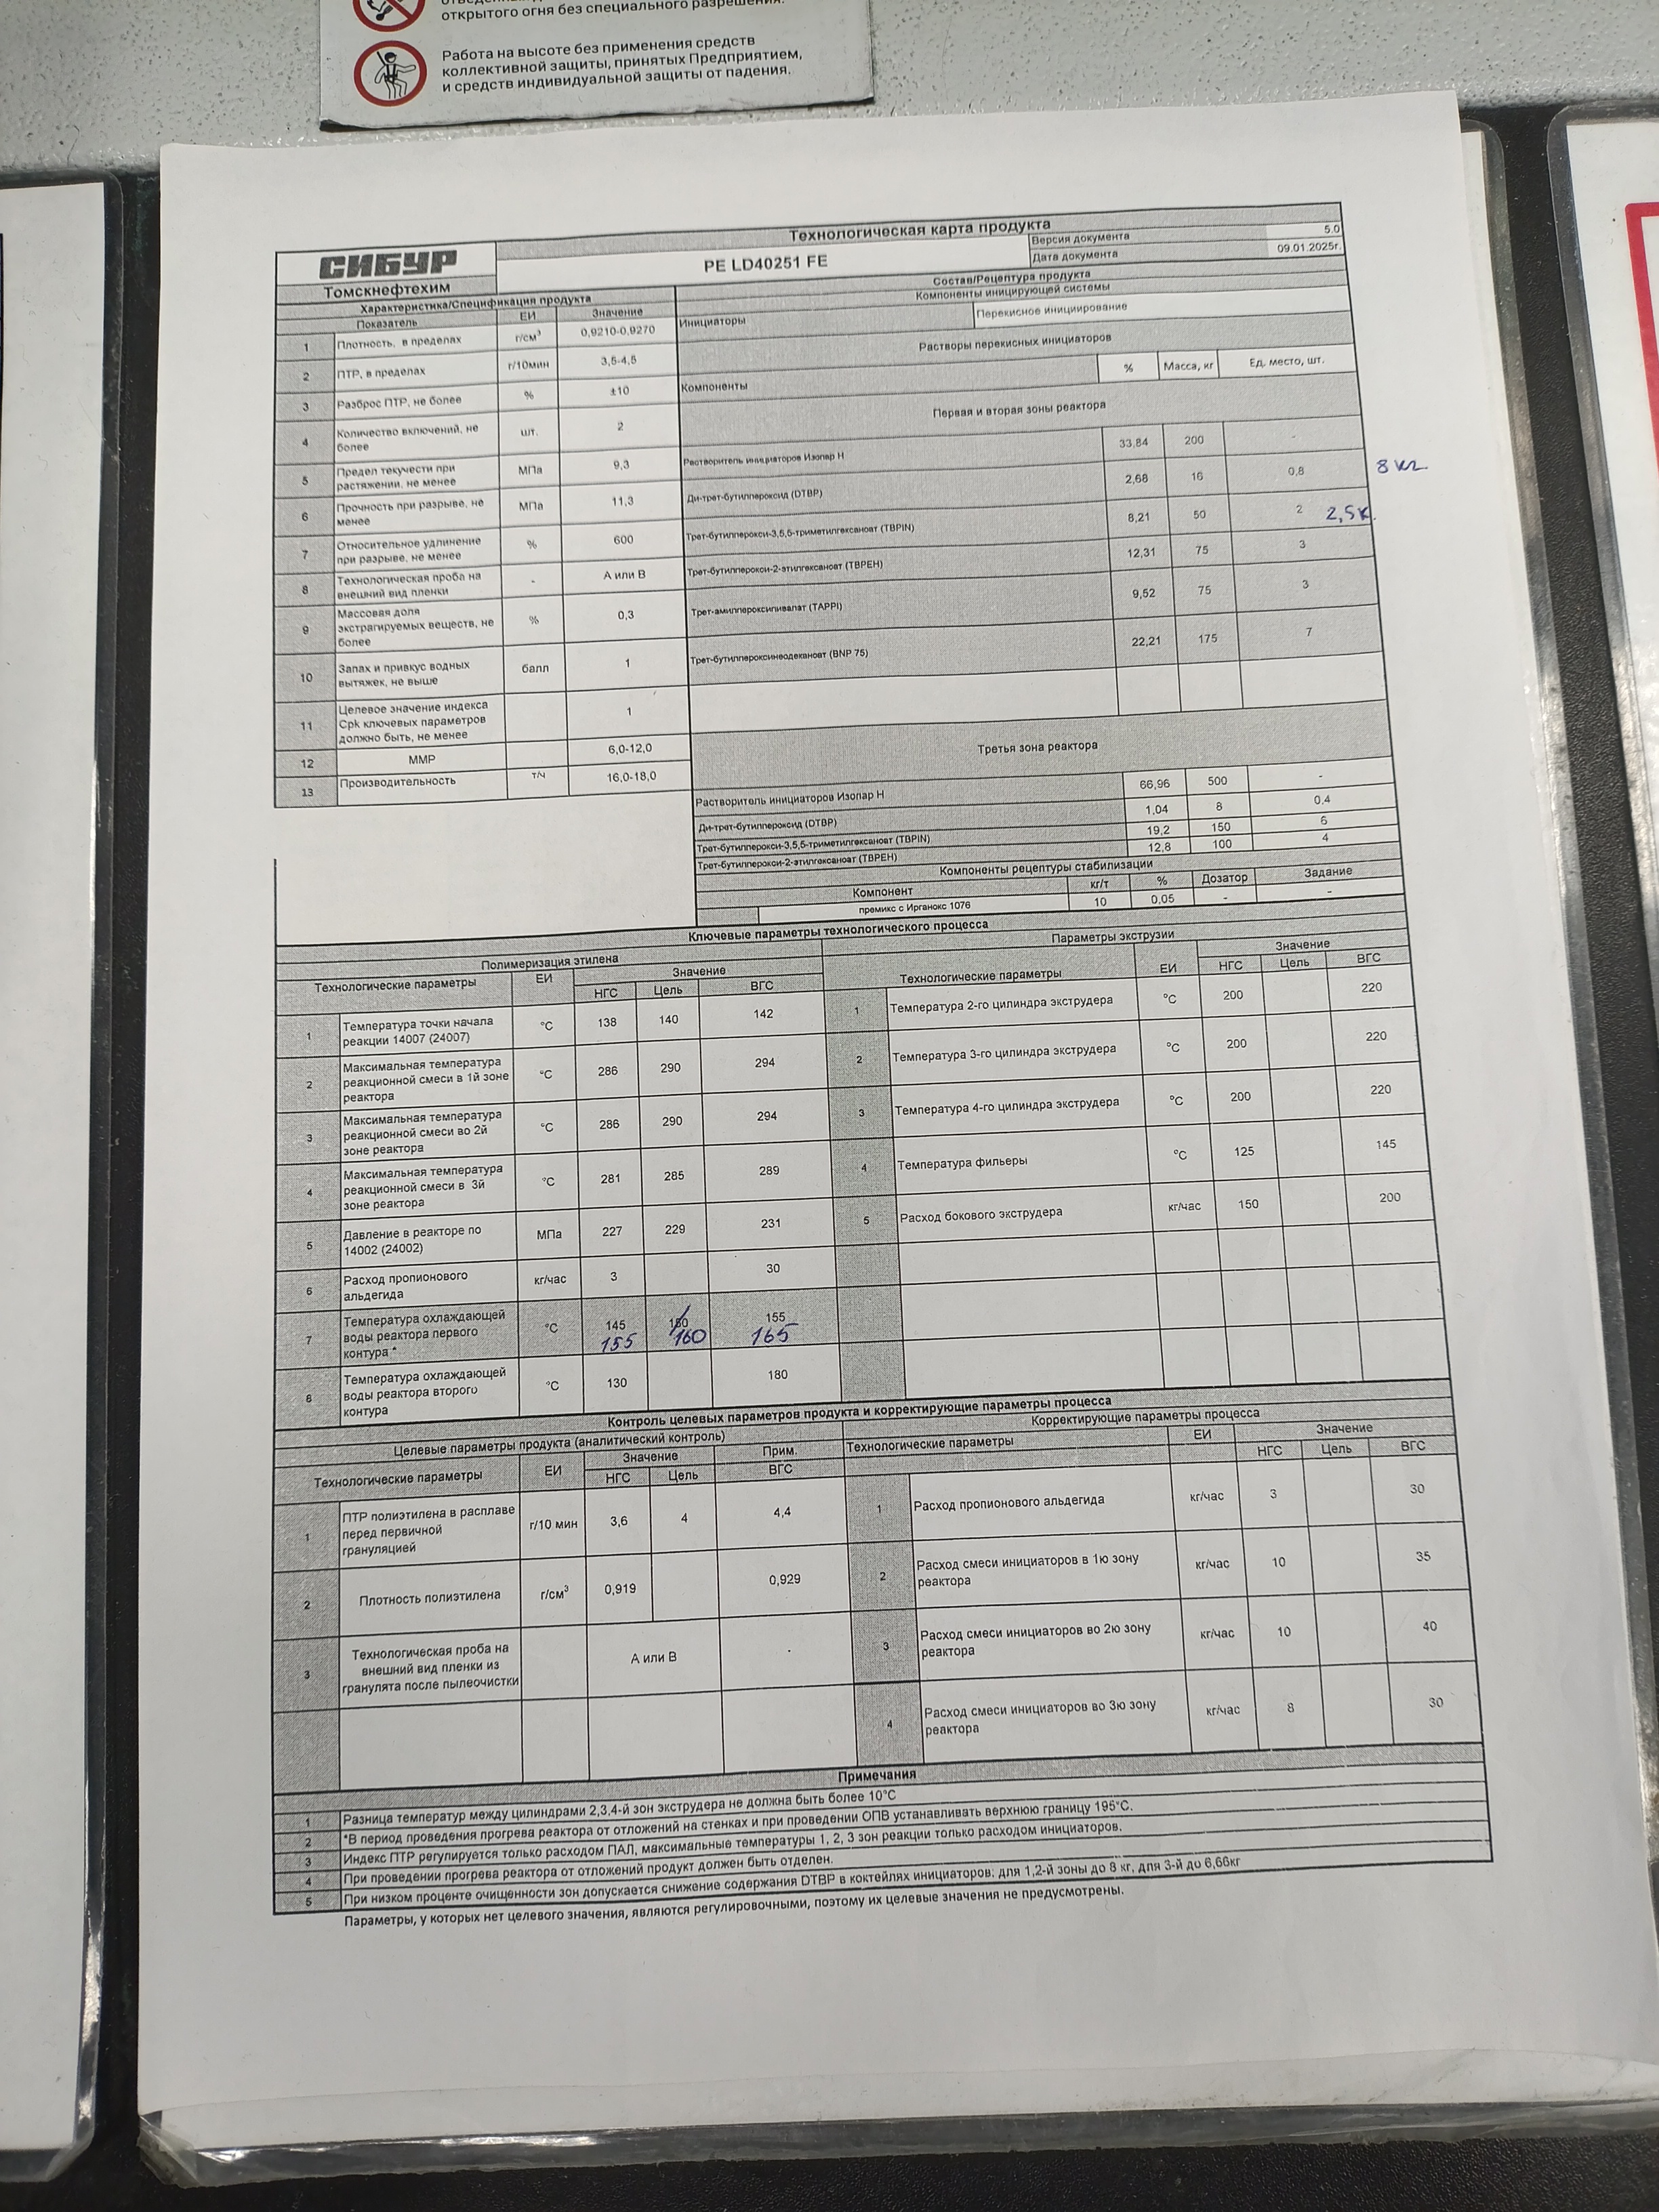 открытого огня без специального разрешения.
Работа на высоте без применения средств
коллективной защиты, принятых Предприятием,
и средств индивидуальной защиты от падения.
СИБУР
Томскнефтехим
Технологическая карта продукта
PE LD40251 FE
Версия документа 5.0
Дата документа 09.01.2025г.
Характеристика/Спецификация продукта
Показатель ЕИ Значение
1 Плотность, в пределах г/см³ 0,9210-0,9270
2 ПТР, в пределах г/10мин 3,5-4,5
3 Разброс ПТР, не более % ±10
4 Количество включений, не более шт. 2
5 Предел текучести при растяжении, не менее МПа 9,3
6 Прочность при разрыве, не менее МПа 11,3
7 Относительное удлинение при разрыве, не менее % 600
8 Технологическая проба на внешний вид пленки - А или В
9 Массовая доля экстрагируемых веществ, не более % 0,3
10 Запах и привкус водных вытяжек, не выше балл 1
11 Целевое значение индекса Cpk ключевых параметров должно быть, не менее 1
12 ММР 6,0-12,0
13 Производительность т/ч 16,0-18,0
Состав/Рецептура продукта
Компоненты инициирующей системы
Инициаторы Перекисное инициирование
Растворы перекисных инициаторов
Компоненты % Масса, кг Ед. место, шт.
Первая и вторая зоны реактора
Растворитель инициаторов Изопар Н 33,84 200 -
Ди-трет-бутилпероксид (DTBP) 2,68 16 0,8 8 кг
Трет-бутилперокси-3,5,5-триметилгексаноат (TBPIN) 8,21 50 2 2,5к.
Трет-бутилперокси-2-этилгексаноат (TBPEH) 12,31 75 3
Трет-амилпероксипивалат (TAPPI) 9,52 75 3
Трет-бутилпероксинеодеканоат (BNP 75) 22,21 175 7
Третья зона реактора
Растворитель инициаторов Изопар Н 66,96 500 -
Ди-трет-бутилпероксид (DTBP) 1,04 8 0,4
Трет-бутилперокси-3,5,5-триметилгексаноат (TBPIN) 19,2 150 6
Трет-бутилперокси-2-этилгексаноат (TBPEH) 12,8 100 4
Компоненты рецептуры стабилизации
Компонент кг/т % Дозатор Задание
премикс с Ирганокс 1076 10 0,05 - -
Ключевые параметры технологического процесса
Полимеризация этилена
Технологические параметры ЕИ Значение
НГС Цель ВГС
1 Температура точки начала реакции 14007 (24007) °С 138 140 142
2 Максимальная температура реакционной смеси в 1й зоне реактора °С 286 290 294
3 Максимальная температура реакционной смеси во 2й зоне реактора °С 286 290 294
4 Максимальная температура реакционной смеси в 3й зоне реактора °С 281 285 289
5 Давление в реакторе по 14002 (24002) МПа 227 229 231
6 Расход пропионового альдегида кг/час 3 30
7 Температура охлаждающей воды реактора первого контура * °С 145 150 155
155 160 165
8 Температура охлаждающей воды реактора второго контура °С 130 180
Параметры экструзии
Технологические параметры ЕИ Значение
НГС Цель ВГС
1 Температура 2-го цилиндра экструдера °С 200 220
2 Температура 3-го цилиндра экструдера °С 200 220
3 Температура 4-го цилиндра экструдера °С 200 220
4 Температура фильеры °С 125 145
5 Расход бокового экструдера кг/час 150 200
Контроль целевых параметров продукта и корректирующие параметры процесса
Целевые параметры продукта (аналитический контроль)
Технологические параметры ЕИ Значение Прим.
НГС Цель ВГС
1 ПТР полиэтилена в расплаве перед первичной грануляцией г/10 мин 3,6 4 4,4
2 Плотность полиэтилена г/см³ 0,919 0,929
3 Технологическая проба на внешний вид пленки из гранулята после пылеочистки А или В -
Корректирующие параметры процесса
Технологические параметры ЕИ Значение
НГС Цель ВГС
1 Расход пропионового альдегида кг/час 3 30
2 Расход смеси инициаторов в 1ю зону реактора кг/час 10 35
3 Расход смеси инициаторов во 2ю зону реактора кг/час 10 40
4 Расход смеси инициаторов во 3ю зону реактора кг/час 8 30
Примечания
1 Разница температур между цилиндрами 2,3,4-й зон экструдера не должна быть более 10°С
2 *В период проведения прогрева реактора от отложений на стенках и при проведении ОПВ устанавливать верхнюю границу 195°С.
3 Индекс ПТР регулируется только расходом ПАЛ, максимальные температуры 1, 2, 3 зон реакции только расходом инициаторов.
4 При проведении прогрева реактора от отложений продукт должен быть отделен.
5 При низком проценте очищенности зон допускается снижение содержания DTBP в коктейлях инициаторов: для 1,2-й зоны до 8 кг, для 3-й до 6,66кг
Параметры, у которых нет целевого значения, являются регулировочными, поэтому их целевые значения не предусмотрены.